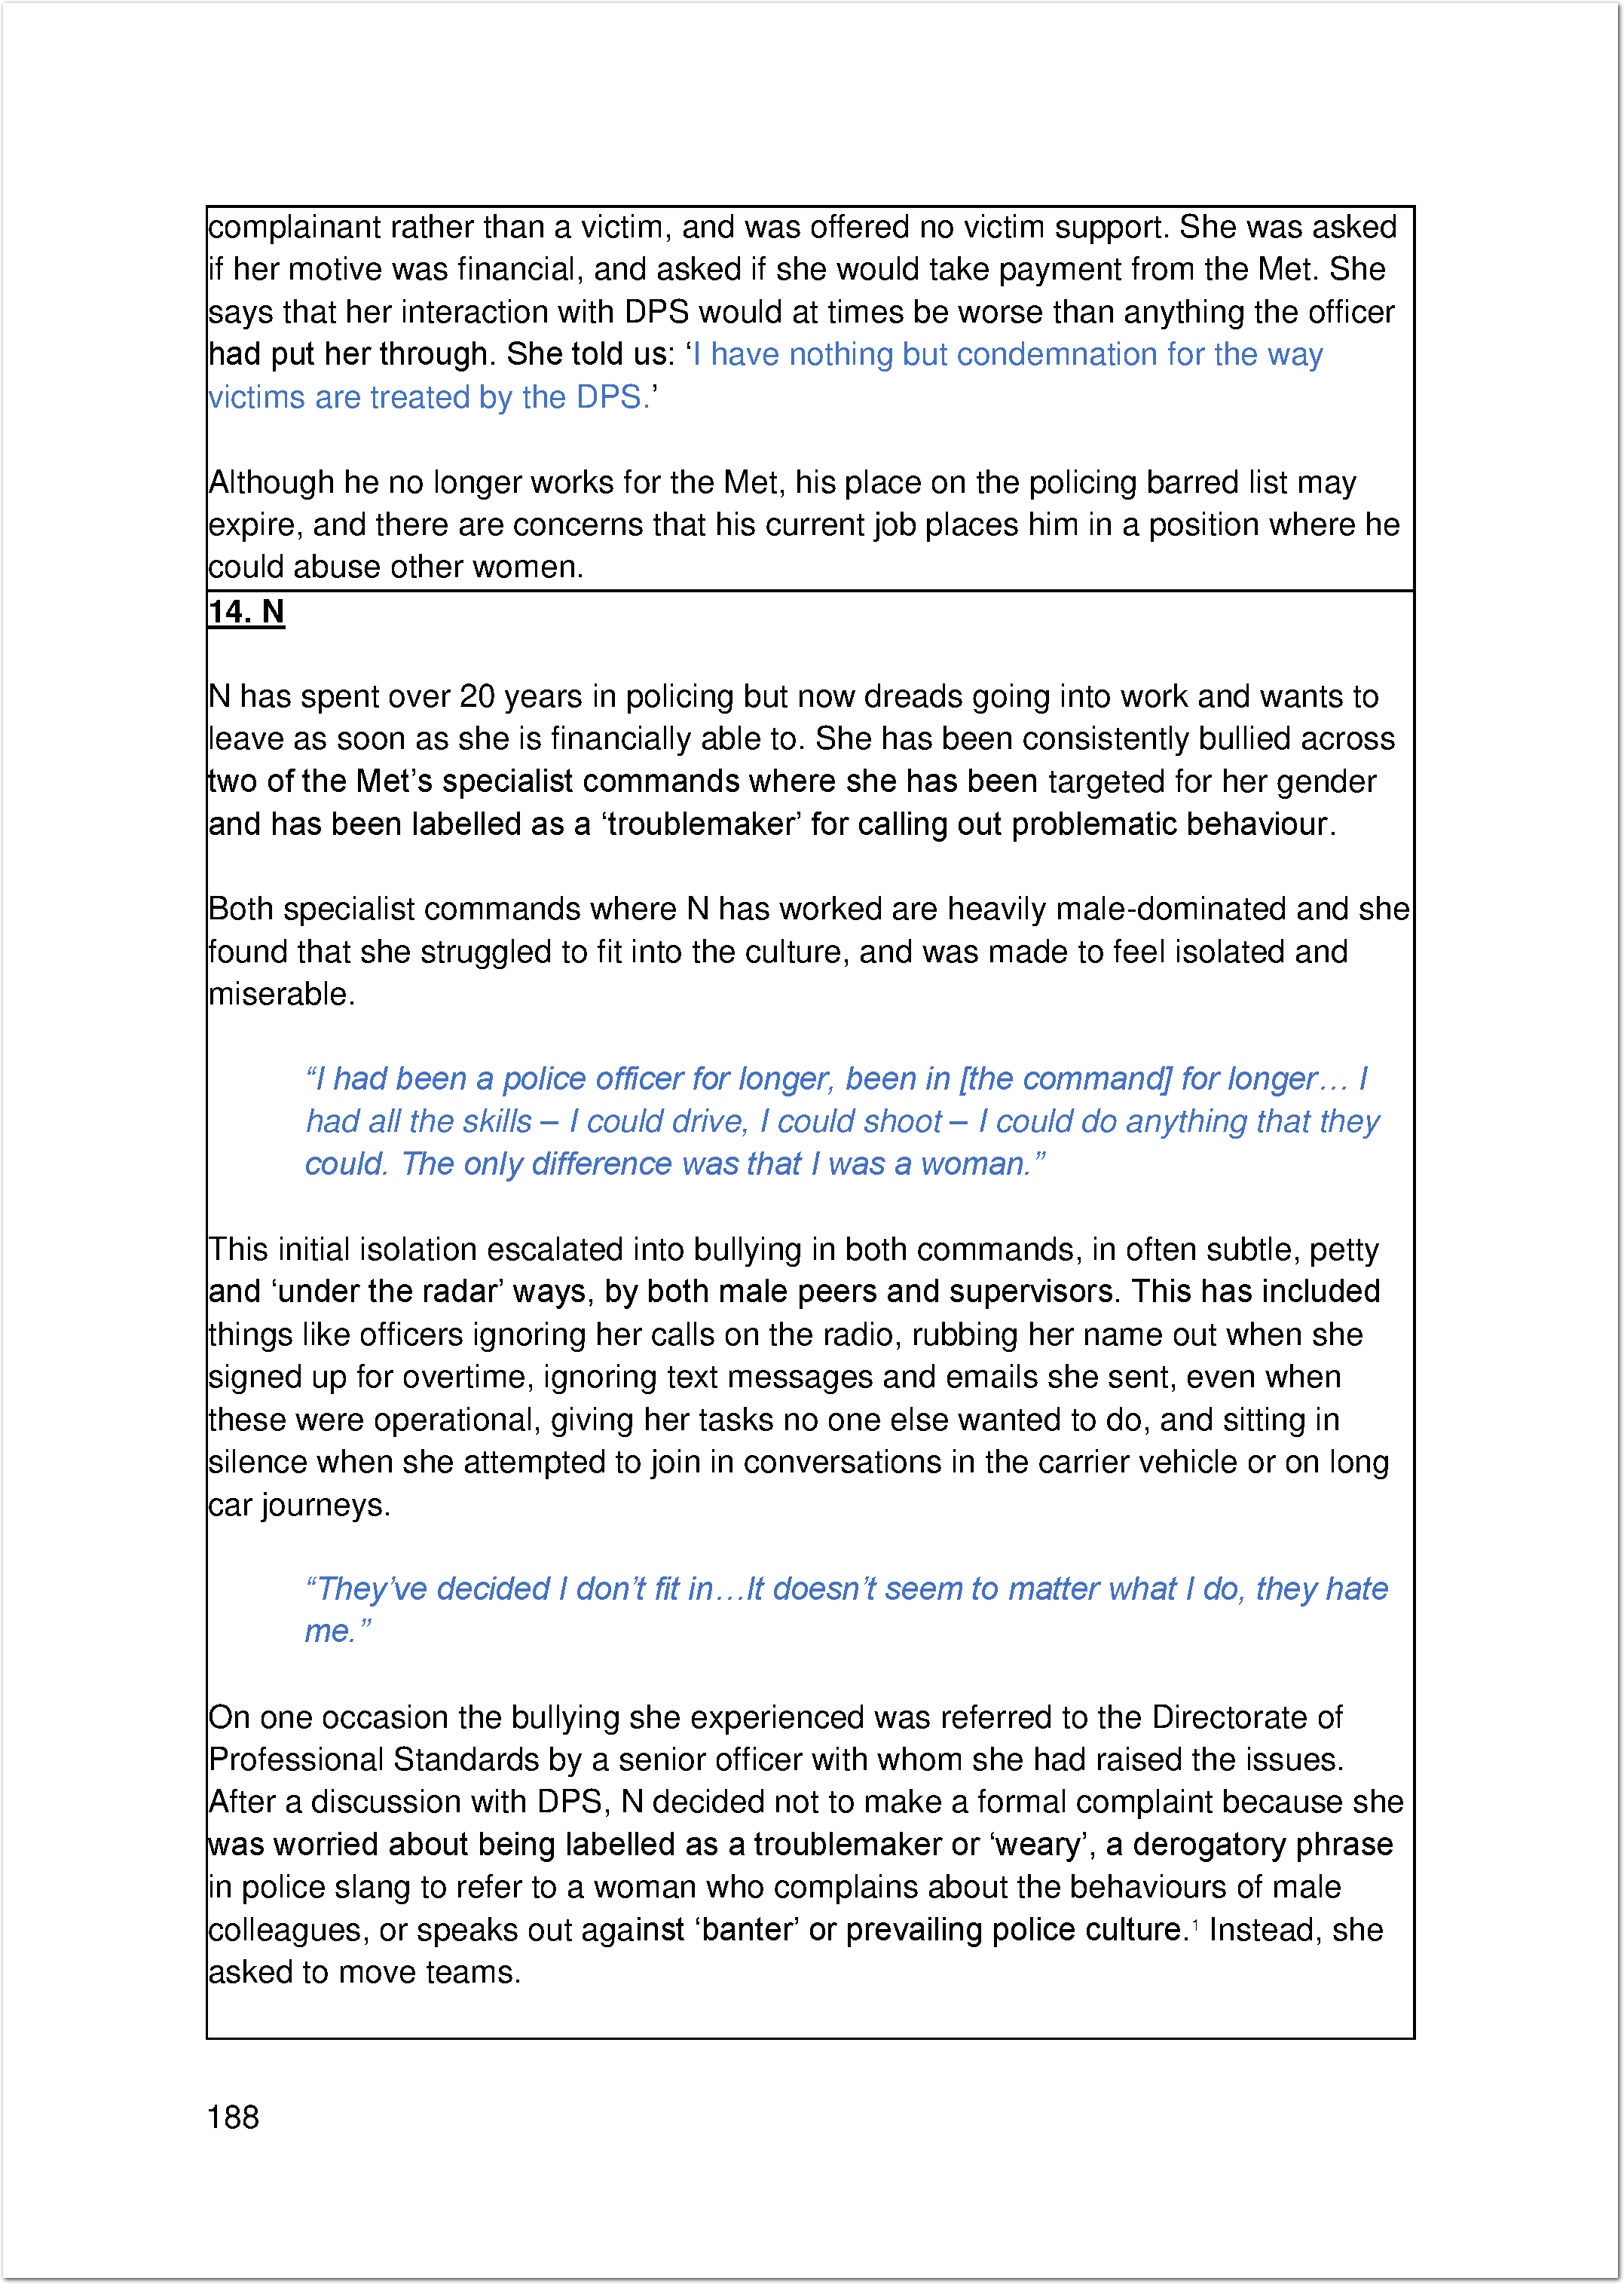 complainant rather than a victim, and was offered no victim support. She was asked
if her motive was financial, and asked if she would take payment from the Met. She
says that her interaction with DPS would at times be worse than anything the officer
had put her through. She told us: ‘I have nothing but condemnation for the way
victims are treated by the DPS.’
Although he no longer works for the Met, his place on the policing barred list may
expire, and there are concerns that his current job places him in a position where he
could abuse other women.
14. N
N has spent over 20 years in policing but now dreads going into work and wants to
leave as soon as she is financially able to. She has been consistently bullied across
two of the Met’s specialist commands where she has been targeted for her gender
and has been labelled as a ‘troublemaker’ for calling out problematic behaviour.
Both specialist commands where N has worked are heavily male-dominated and she
found that she struggled to fit into the culture, and was made to feel isolated and
miserable.
“I had been a police officer for longer, been in [the command] for longer… I
had all the skills – I could drive, I could shoot – I could do anything that they
could. The only difference was that I was a woman.”
This initial isolation escalated into bullying in both commands, in often subtle, petty
and ‘under the radar’ ways, by both male peers and supervisors. This has included
things like officers ignoring her calls on the radio, rubbing her name out when she
signed up for overtime, ignoring text messages and emails she sent, even when
these were operational, giving her tasks no one else wanted to do, and sitting in
silence when she attempted to join in conversations in the carrier vehicle or on long
car journeys.
“They’ve decided I don’t fit in…It doesn’t seem to matter what I do, they hate
me.”
On one occasion the bullying she experienced was referred to the Directorate of
Professional Standards by a senior officer with whom she had raised the issues.
After a discussion with DPS, N decided not to make a formal complaint because she
was worried about being labelled as a troublemaker or ‘weary’, a derogatory phrase
in police slang to refer to a woman who complains about the behaviours of male
colleagues, or speaks out against ‘banter’ or prevailing police culture.¹ Instead, she
asked to move teams.
188